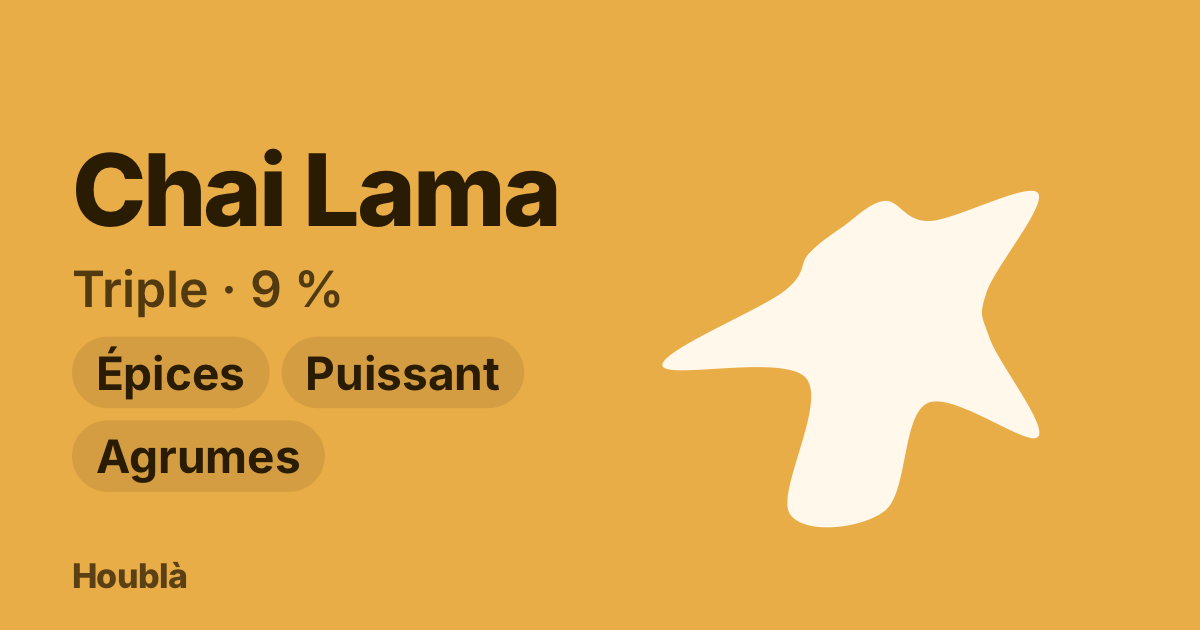 Chai Lama
Triple · 9 %
Épices Puissant
Agrumes
Houblà